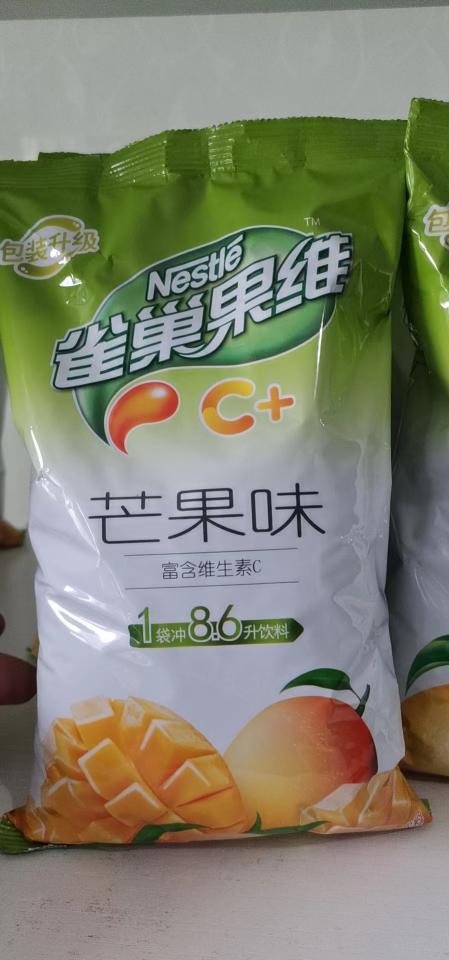 包装升级
TM
Nestlé
雀巢果维
C+
芒果味
富含维生素C
1袋冲8.6升饮料
包